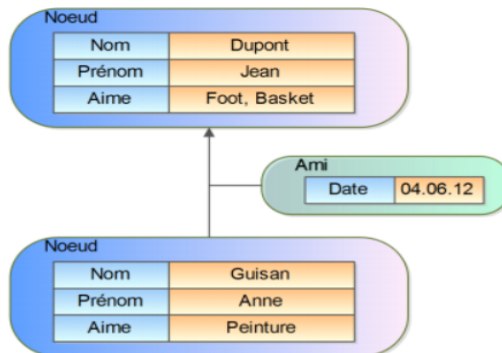 Noeud
Nom Dupont
Prénom Jean
Aime Foot, Basket
Ami
Date 04.06.12
Noeud
Nom Guisan
Prénom Anne
Aime Peinture